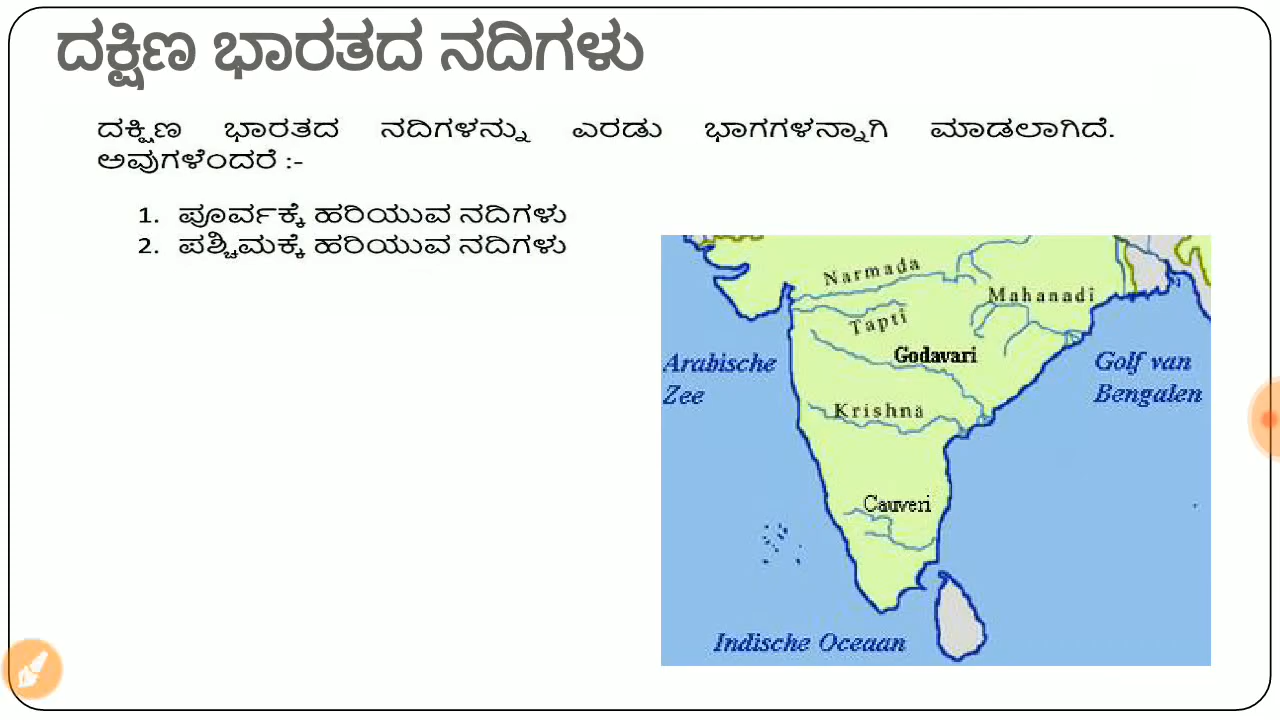 ದಕ್ಷಿಣ ಭಾರತದ ನದಿಗಳು
ದಕ್ಷಿಣ ಭಾರತದ ನದಿಗಳನ್ನು ಎರಡು ಭಾಗಗಳನ್ನಾಗಿ ಮಾಡಲಾಗಿದೆ.
ಅವುಗಳೆಂದರೆ :-
1. ಪೂರ್ವಕ್ಕೆ ಹರಿಯುವ ನದಿಗಳು
2. ಪಶ್ಚಿಮಕ್ಕೆ ಹರಿಯುವ ನದಿಗಳು
Narmada
Mahanadi
Tapti
Godavari
Arabische
Zee
Golf van
Bengalen
Krishna
Cauveri
Indische Oceaan